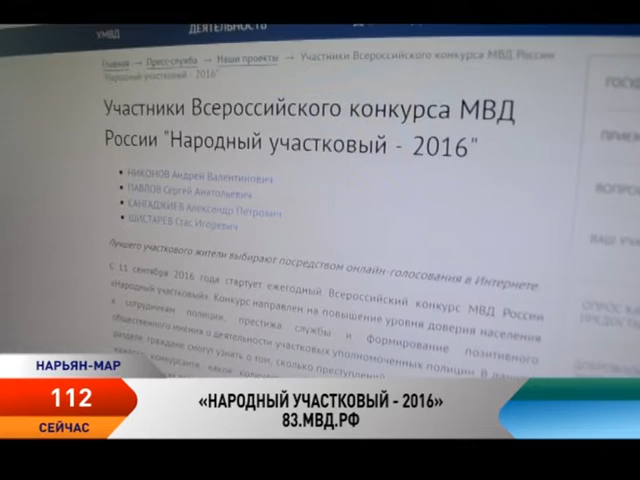 УМВД
ДЕЯТЕЛЬНОСТЬ
Главная → Пресс-служба → Наши проекты → Участники Всероссийского конкурса МВД России
"Народный участковый - 2016"
Участники Всероссийского конкурса МВД
России "Народный участковый - 2016"
НИКОНОВ Андрей Валентинович
ПАВЛОВ Сергей Анатольевич
САНГАДЖИЕВ Александр Петрович
ШИСТАРЕВ Стас Игоревич
Лучшего участкового жители выбирают посредством онлайн-голосования в Интернете
С 11 сентября 2016 года стартует ежегодный Всероссийский конкурс МВД России
«Народный участковый». Конкурс направлен на повышение уровня доверия населения
к сотрудникам полиции, престижа службы и формирование позитивного
общественного мнения о деятельности участковых уполномоченных полиции. В данном
разделе, граждане смогут узнать о том, сколько преступлений
ВОПРОС
ВАШ УЧА
ОПРОС
НАРЬЯН-МАР
112
СЕЙЧАС
«НАРОДНЫЙ УЧАСТКОВЫЙ - 2016»
83.МВД.РФ